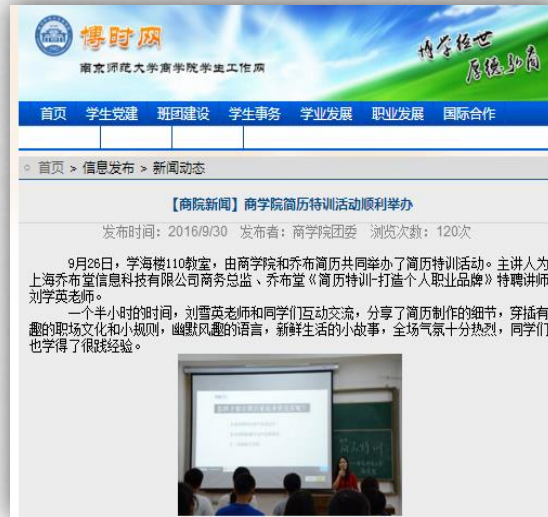 博时网
南京师范大学商学院学生工作网
博学经世
厚德弘商
首页 学生党建 班团建设 学生事务 学业发展 职业发展 国际合作
首页 > 信息发布 > 新闻动态
【商院新闻】商学院简历特训活动顺利举办
发布时间：2016/9/30 发布者：商学院团委 浏览次数：120次
9月26日，学海楼110教室，由商学院和乔布简历共同举办了简历特训活动。主讲人为
上海乔布堂信息科技有限公司商务总监、乔布堂《简历特训-打造个人职业品牌》特聘讲师
刘学英老师。
一个半小时的时间，刘雪英老师和同学们互动交流，分享了简历制作的细节，穿插有
趣的职场文化和小规则，幽默风趣的语言，新鲜生活的小故事，全场气氛十分热烈，同学们
也学得了很践经验。
简历特训